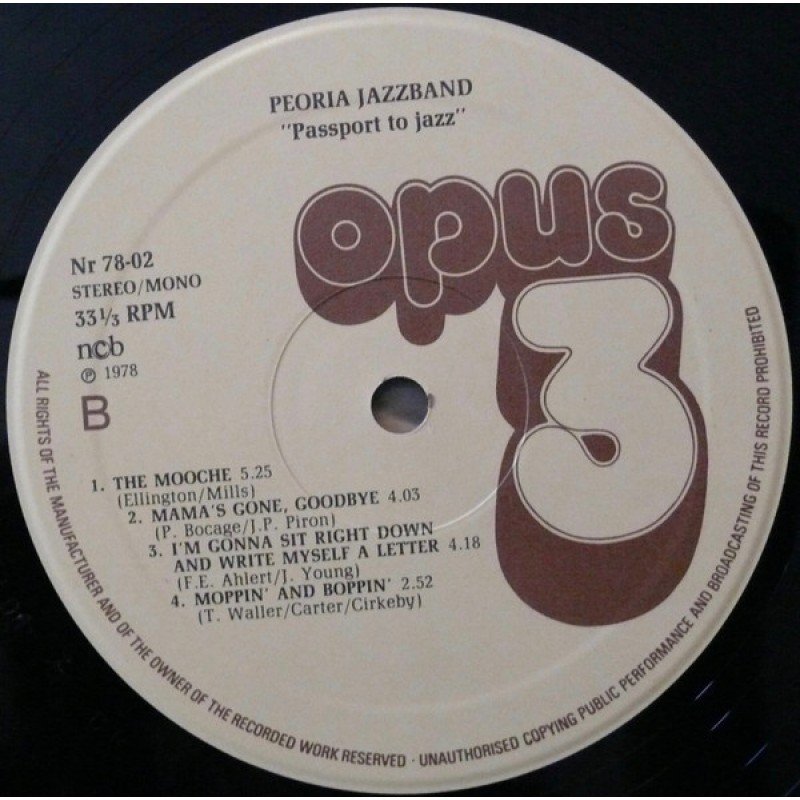 PEORIA JAZZBAND
"Passport to jazz"
opus
3
Nr 78-02
STEREO/MONO
33 1/3 RPM
ncb
Ⓟ 1978
B
1. THE MOOCHE 5.25
(Ellington/Mills)
2. MAMA'S GONE, GOODBYE 4.03
(P. Bocage/J.P. Piron)
3. I'M GONNA SIT RIGHT DOWN
AND WRITE MYSELF A LETTER 4.18
(F.E. Ahlert/J. Young)
4. MOPPIN' AND BOPPIN' 2.52
(T. Waller/Carter/Cirkeby)
ALL RIGHTS OF THE MANUFACTURER AND OF THE OWNER OF THE RECORDED WORK RESERVED · UNAUTHORISED COPYING PUBLIC PERFORMANCE AND BROADCASTING OF THIS RECORD PROHIBITED